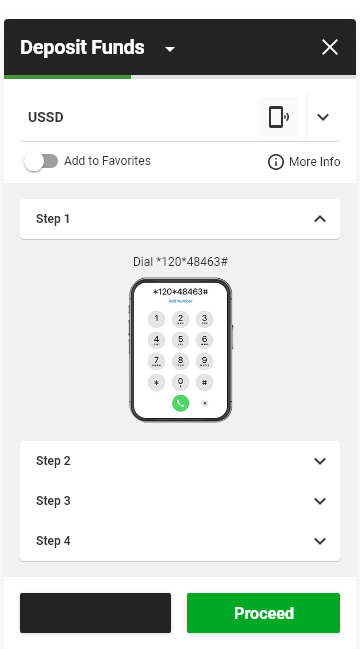 Deposit Funds
USSD
Add to Favorites
More Info
Step 1
Dial *120*48463#
*120*48463#
Add Number
1 2 3
4 5 6
7 8 9
* 0 #
Step 2
Step 3
Step 4
Proceed